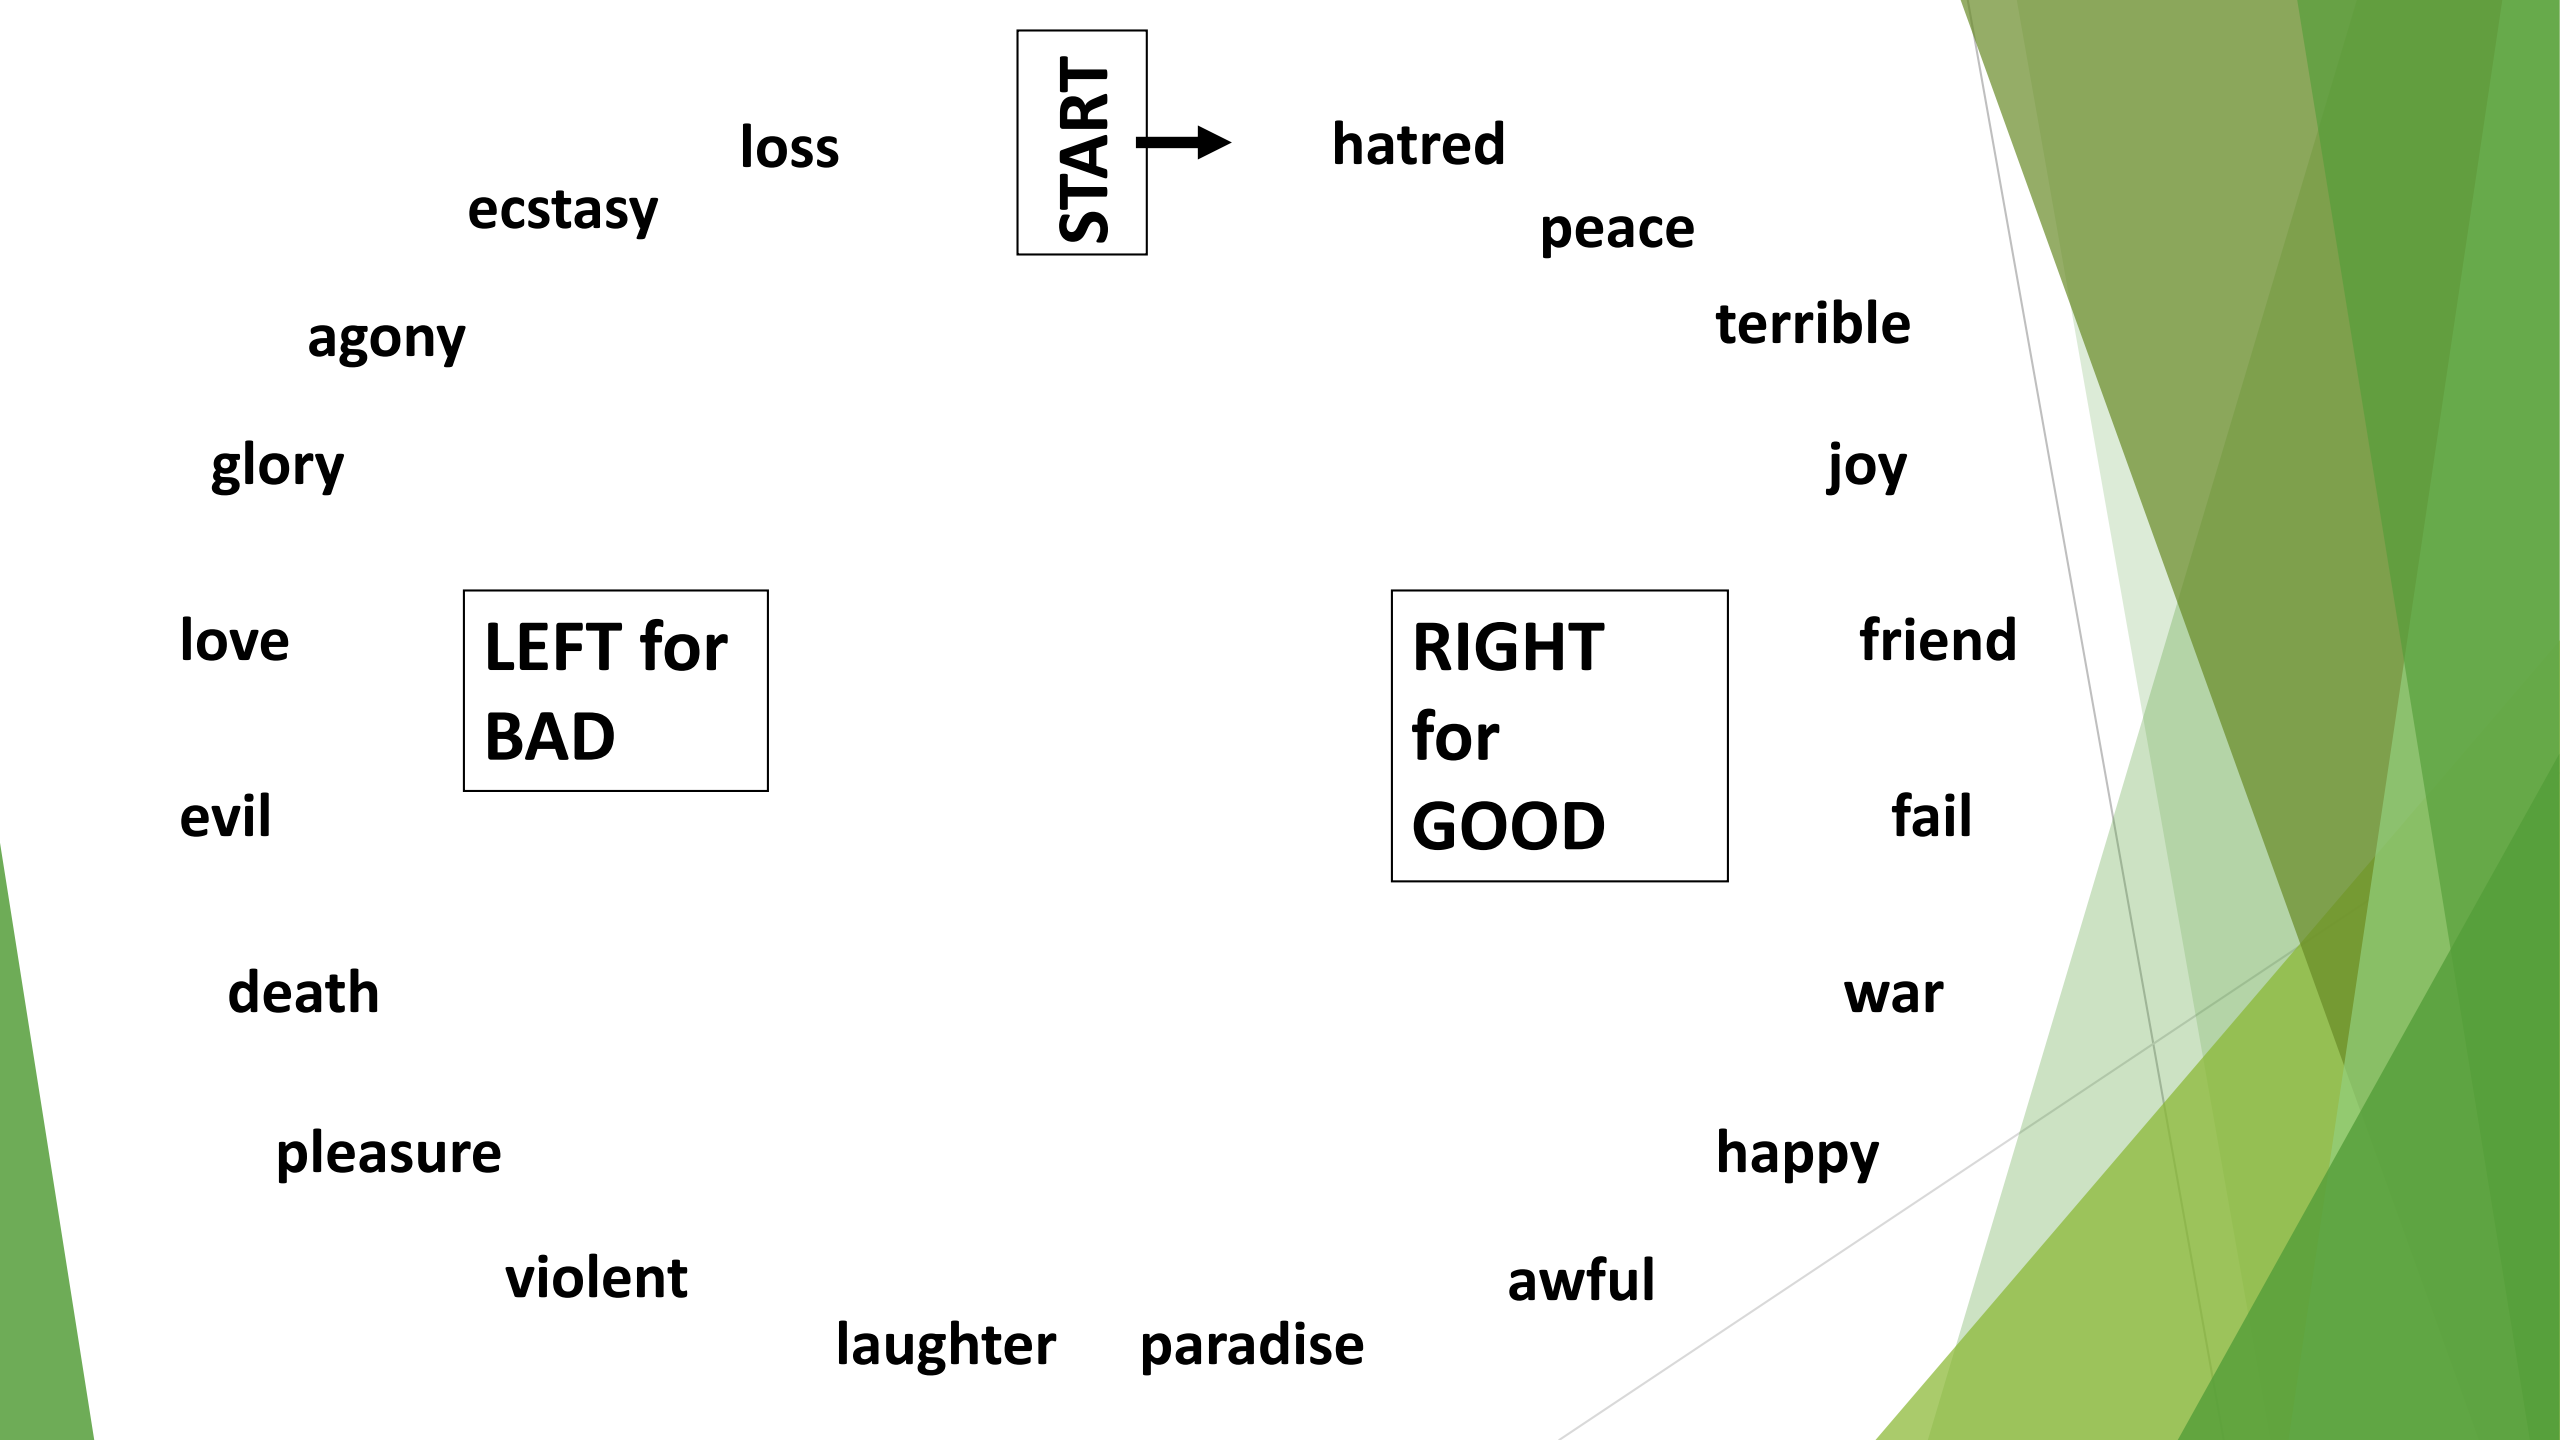 START
hatred
peace
terrible
joy
friend
fail
war
happy
awful
paradise
laughter
violent
pleasure
death
evil
love
glory
agony
ecstasy
loss
LEFT for
BAD
RIGHT
for
GOOD